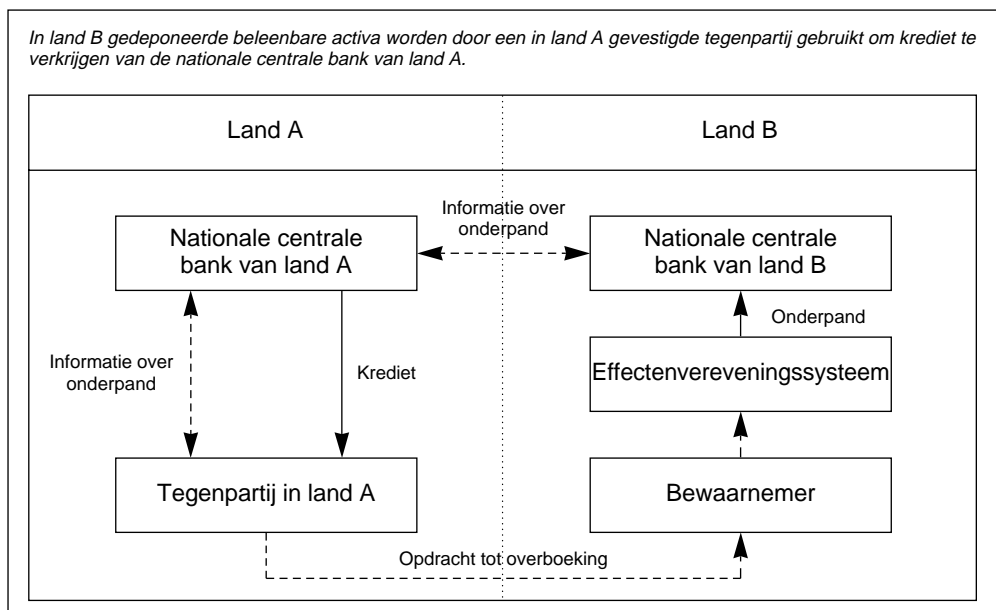 In land B gedeponeerde beleenbare activa worden door een in land A gevestigde tegenpartij gebruikt om krediet te
verkrijgen van de nationale centrale bank van land A.
Land A
Land B
Informatie over
onderpand
Nationale centrale
bank van land A
Nationale centrale
bank van land B
Onderpand
Informatie over
onderpand
Krediet
Effectenvereveningssysteem
Tegenpartij in land A
Bewaarnemer
Opdracht tot overboeking